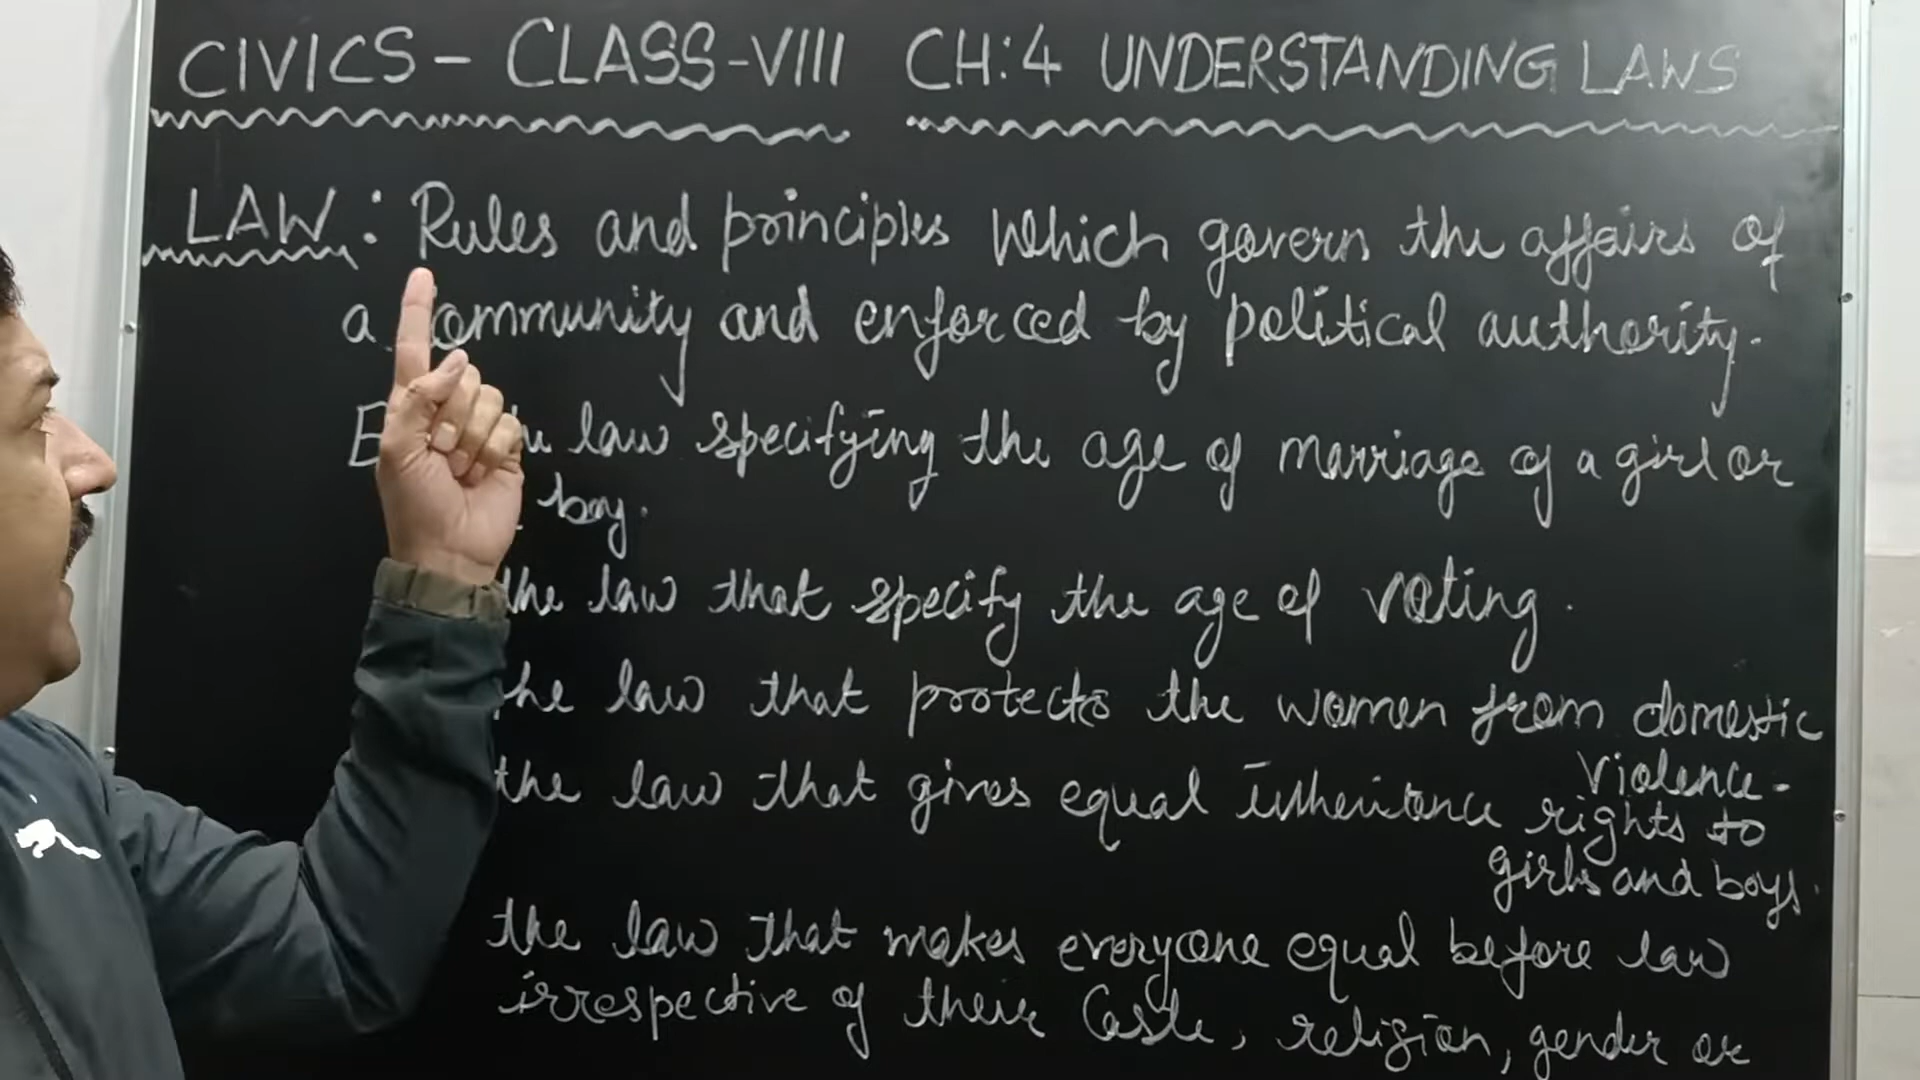 CIVICS - CLASS-VIII CH:4 UNDERSTANDING LAWS
LAW : Rules and principles which govern the affairs of
a community and enforced by political authority.
law specifying the age of marriage of a girl or
boy.
the law that specify the age of voting.
the law that protects the women from domestic
violence.
the law that gives equal inheritance rights to
girls and boys.
the law that makes everyone equal before law
irrespective of their Caste, religion, gender or